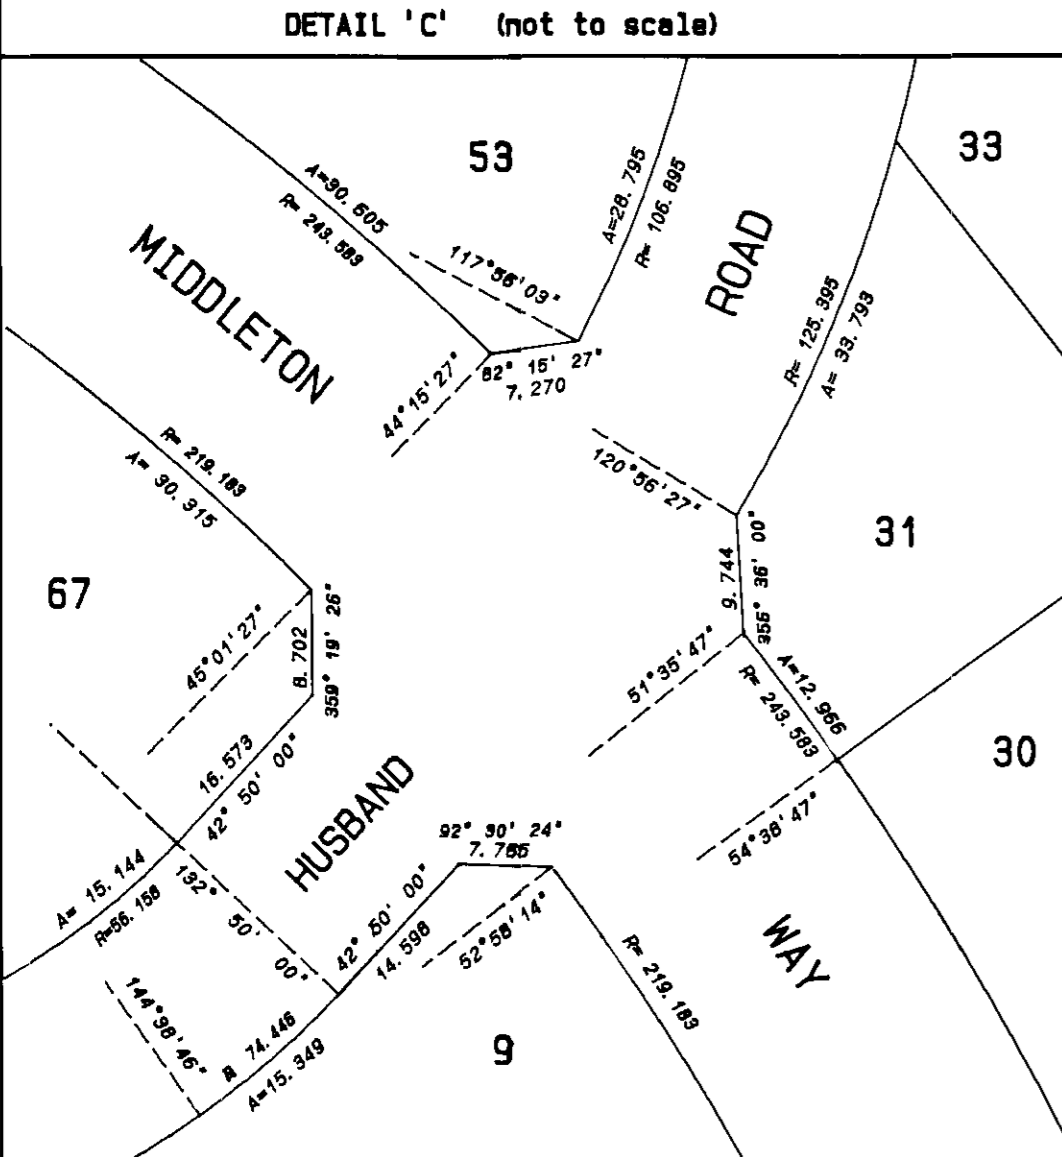 DETAIL 'C' (not to scale)
53
33
A=30.605
R= 243.583
A=28.795
R= 106.895
ROAD
MIDDLETON
117°56'03"
R= 125.395
A= 33.793
44°15'27"
82° 15' 27"
7.270
R= 219.183
A= 30.315
120°56'27"
31
9.744
356° 36' 00"
67
45°01'27"
8.702
359° 19' 26"
51°35'47"
A=12.966
R= 243.583
30
16.573
42° 50' 00"
HUSBAND
54°38'47"
92° 30' 24"
7.765
A= 15.144
R=56.158
132° 50' 00"
42° 50' 00"
14.598
52°58'14"
WAY
R= 219.183
144°38'46"
74.446
A=15.349
9